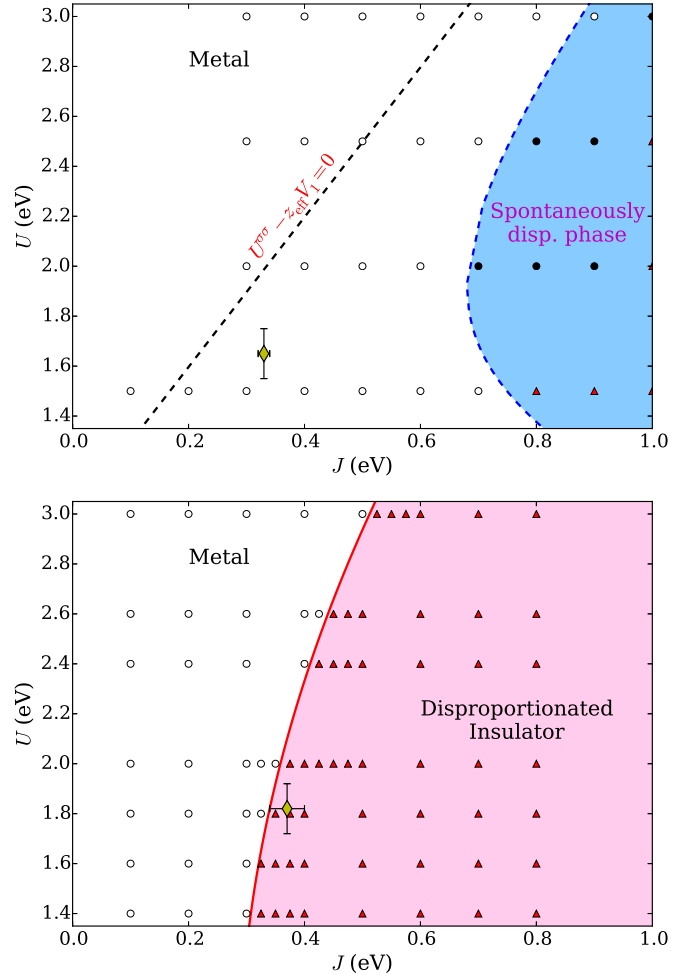 3.0
2.8
2.6
2.4
2.2
2.0
1.8
1.6
1.4
U (eV)
Metal
U^{σσ} − z_eff V_1 = 0
Spontaneously
disp. phase
0.0 0.2 0.4 0.6 0.8 1.0
J (eV)
3.0
2.8
2.6
2.4
2.2
2.0
1.8
1.6
1.4
U (eV)
Metal
Disproportionated
Insulator
0.0 0.2 0.4 0.6 0.8 1.0
J (eV)